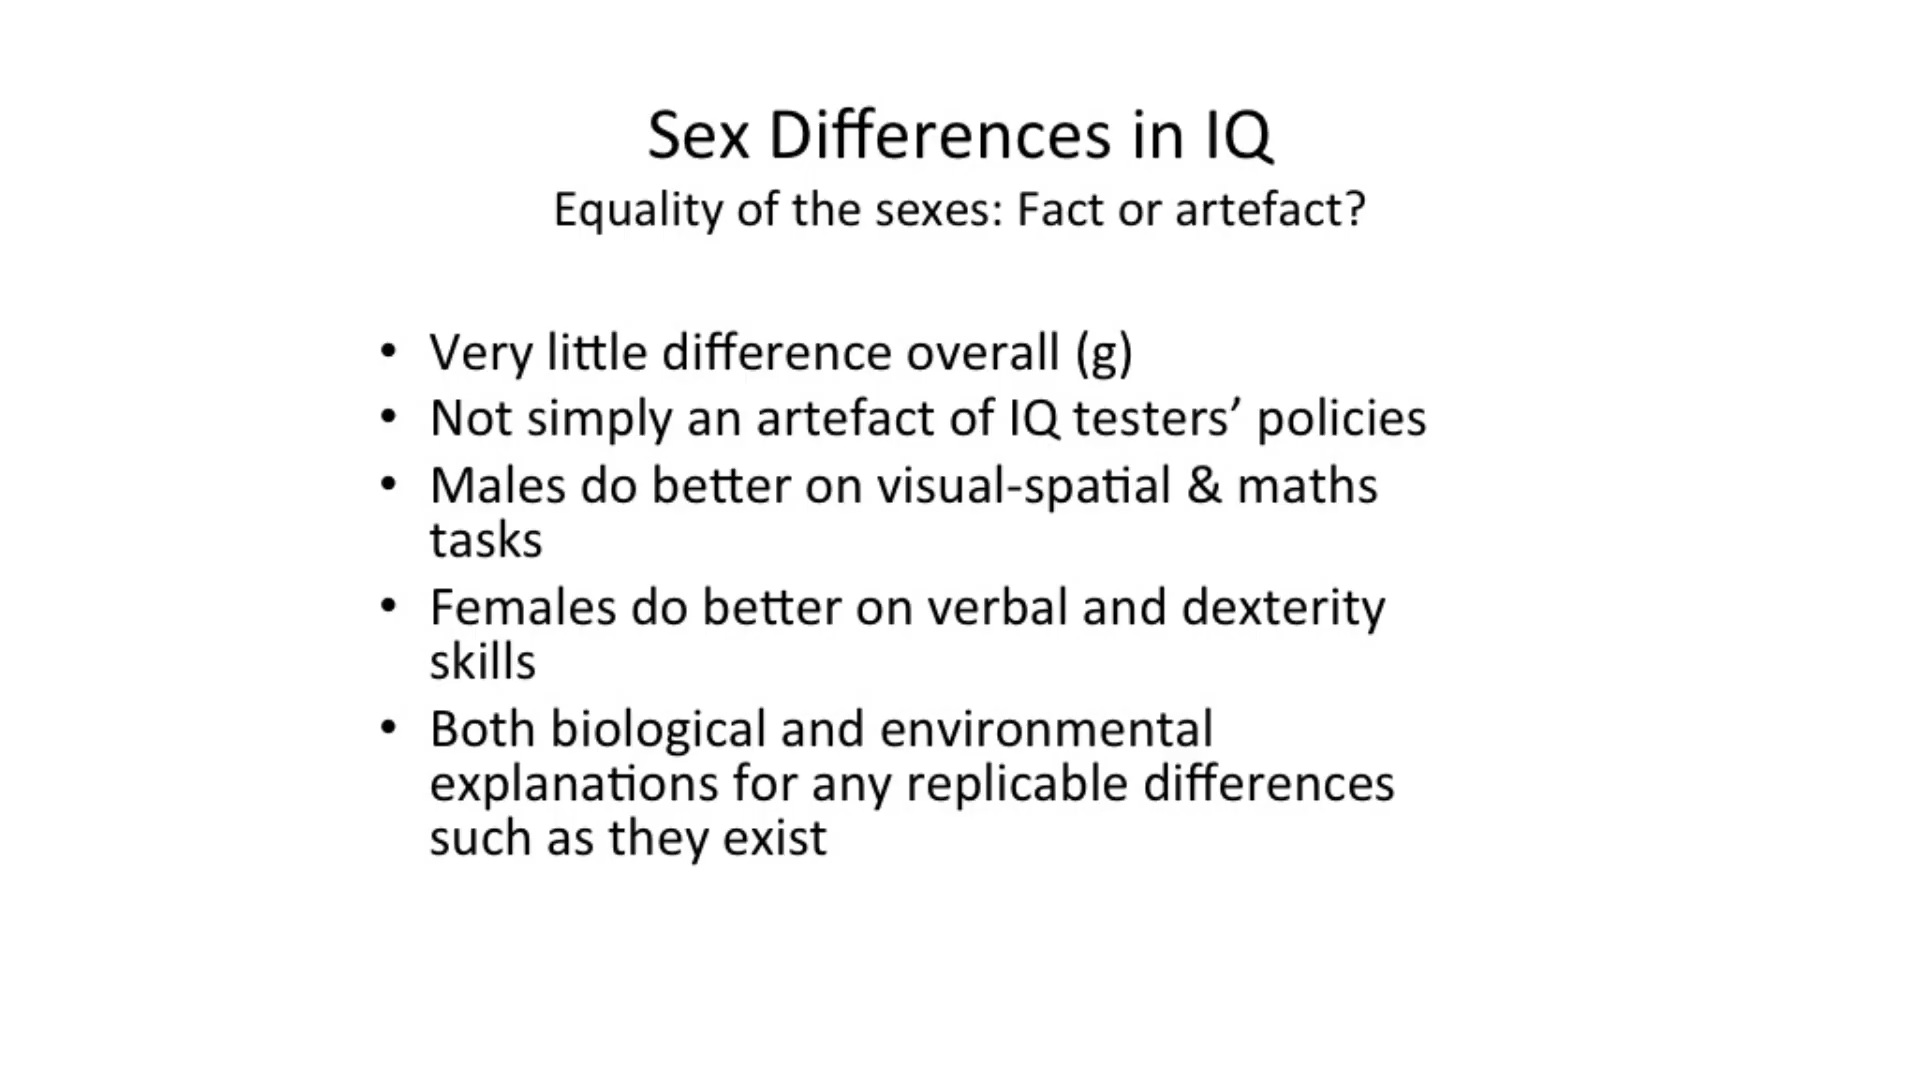 Sex Differences in IQ
Equality of the sexes: Fact or artefact?
• Very little difference overall (g)
• Not simply an artefact of IQ testers’ policies
• Males do better on visual-spatial & maths
tasks
• Females do better on verbal and dexterity
skills
• Both biological and environmental
explanations for any replicable differences
such as they exist